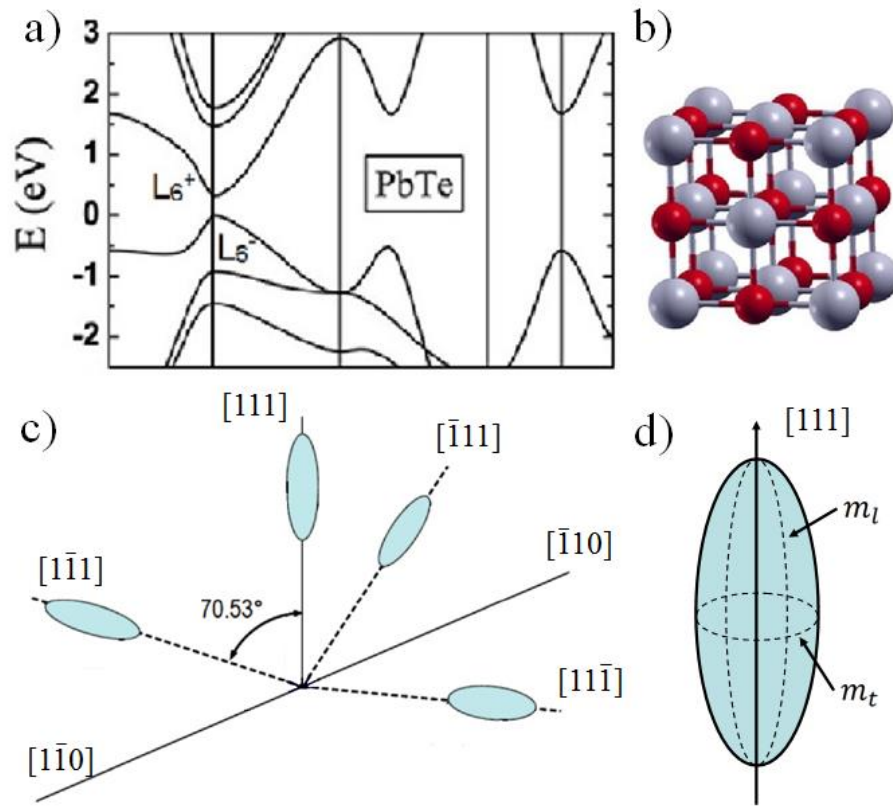 a)
3
2
1
0
-1
-2
E (eV)
L₆⁺
L₆⁻
PbTe
b)
c)
[111]
[1̄11]
[11̄1]
70.53°
[1̄10]
[111̄]
[11̄0]
d)
[111]
mₗ
mₜ